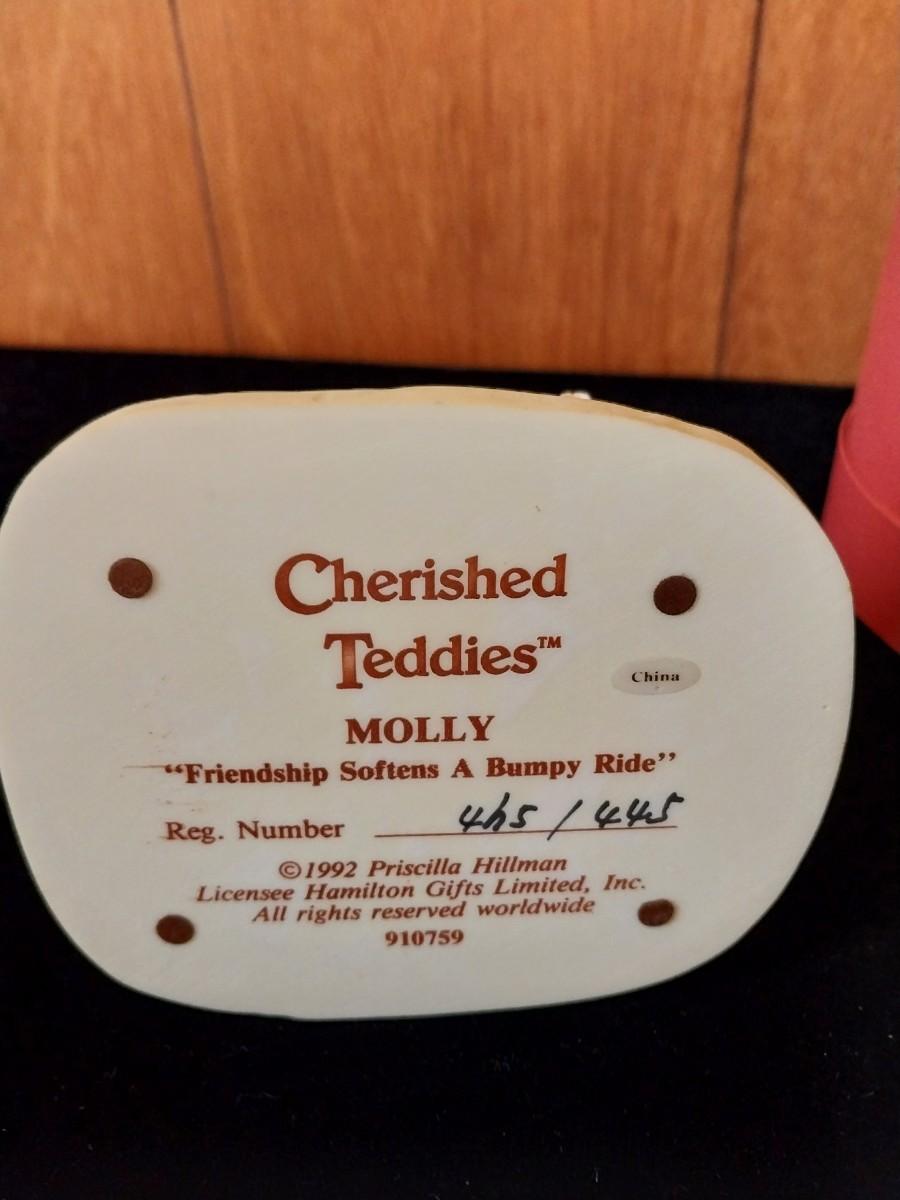 Cherished
Teddies™
China
MOLLY
“Friendship Softens A Bumpy Ride”
Reg. Number 4h5 / 445
©1992 Priscilla Hillman
Licensee Hamilton Gifts Limited, Inc.
All rights reserved worldwide
910759